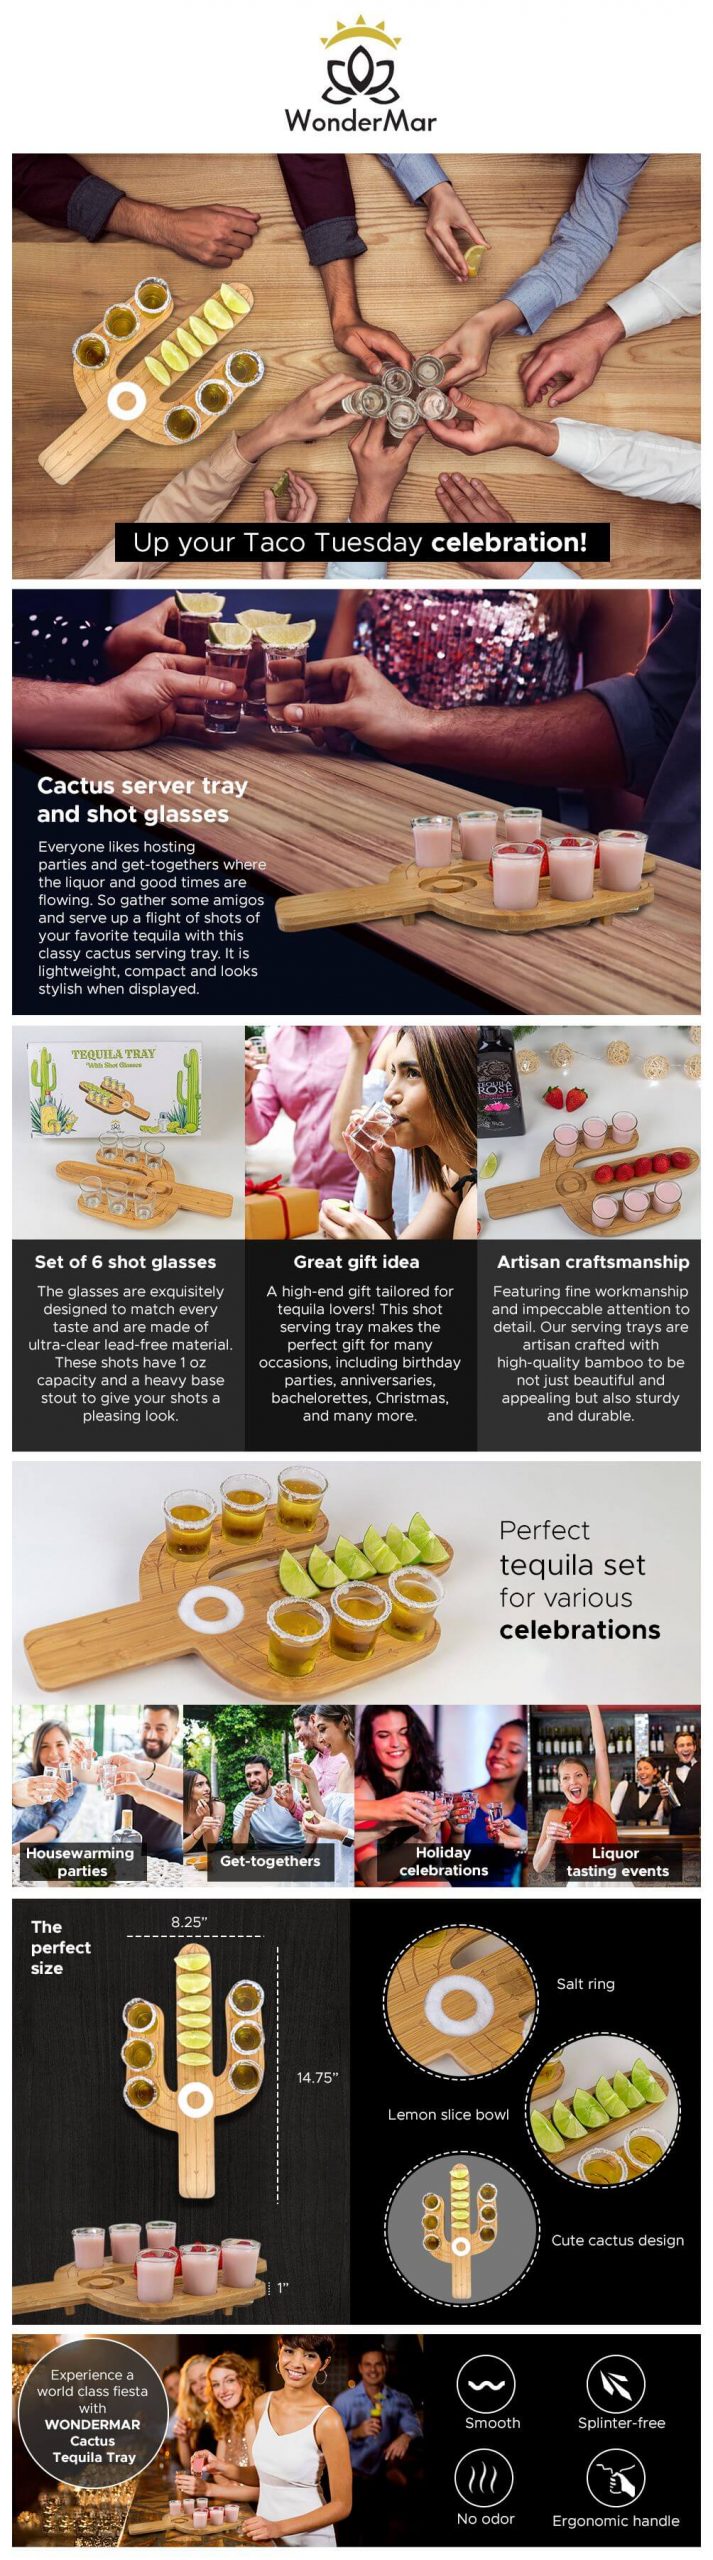 WonderMar
Up your Taco Tuesday celebration!
Cactus server tray
and shot glasses
Everyone likes hosting
parties and get-togethers where
the liquor and good times are
flowing. So gather some amigos
and serve up a flight of shots of
your favorite tequila with this
classy cactus serving tray. It is
lightweight, compact and looks
stylish when displayed.
TEQUILA TRAY
With Shot Glasses
WonderMar
TEQUILA
ROSE
Set of 6 shot glasses
The glasses are exquisitely
designed to match every
taste and are made of
ultra-clear lead-free material.
These shots have 1 oz
capacity and a heavy base
stout to give your shots a
pleasing look.
Great gift idea
A high-end gift tailored for
tequila lovers! This shot
serving tray makes the
perfect gift for many
occasions, including birthday
parties, anniversaries,
bachelorettes, Christmas,
and many more.
Artisan craftsmanship
Featuring fine workmanship
and impeccable attention to
detail. Our serving trays are
artisan crafted with
high-quality bamboo to be
not just beautiful and
appealing but also sturdy
and durable.
Perfect
tequila set
for various
celebrations
Housewarming
parties
Get-togethers
Holiday
celebrations
Liquor
tasting events
The
perfect
size
8.25”
14.75”
1”
Salt ring
Lemon slice bowl
Cute cactus design
Experience a
world class fiesta
with
WONDERMAR
Cactus
Tequila Tray
Smooth
Splinter-free
No odor
Ergonomic handle